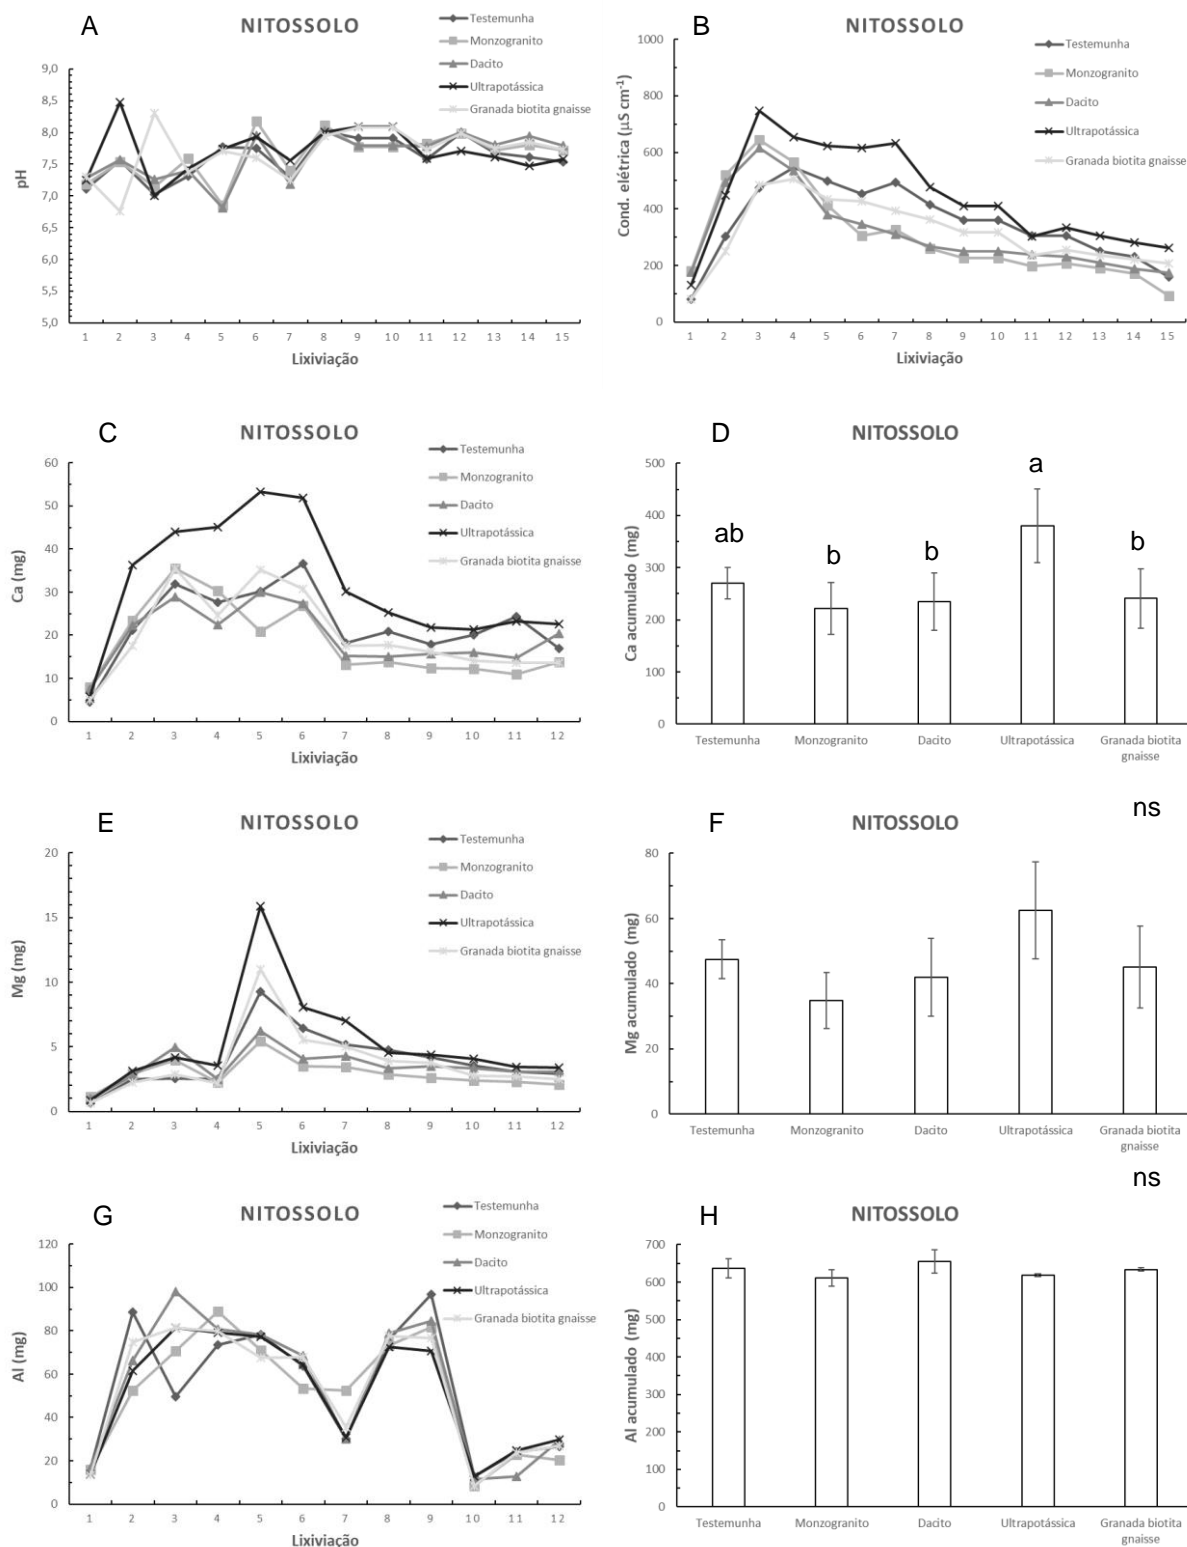 A
NITOSSOLO
Testemunha
Monzogranito
Dacito
Ultrapotássica
Granada biotita gnaisse
pH
9,0
8,5
8,0
7,5
7,0
6,5
6,0
5,5
5,0
1 2 3 4 5 6 7 8 9 10 11 12 13 14 15
Lixiviação
B
NITOSSOLO
Testemunha
Monzogranito
Dacito
Ultrapotássica
Granada biotita gnaisse
Cond. elétrica (µS cm⁻¹)
1000
800
600
400
200
0
1 2 3 4 5 6 7 8 9 10 11 12 13 14 15
Lixiviação
C
NITOSSOLO
Testemunha
Monzogranito
Dacito
Ultrapotássica
Granada biotita gnaisse
Ca (mg)
60
50
40
30
20
10
0
1 2 3 4 5 6 7 8 9 10 11 12
Lixiviação
D
NITOSSOLO
Ca acumulado (mg)
500
400
300
200
100
0
ab b b a b
Testemunha Monzogranito Dacito Ultrapotássica Granada biotita
gnaisse
E
NITOSSOLO
Testemunha
Monzogranito
Dacito
Ultrapotássica
Granada biotita gnaisse
Mg (mg)
20
15
10
5
0
1 2 3 4 5 6 7 8 9 10 11 12
Lixiviação
F
ns
NITOSSOLO
Mg acumulado (mg)
80
60
40
20
0
Testemunha Monzogranito Dacito Ultrapotássica Granada biotita
gnaisse
G
NITOSSOLO
Testemunha
Monzogranito
Dacito
Ultrapotássica
Granada biotita gnaisse
Al (mg)
120
100
80
60
40
20
0
1 2 3 4 5 6 7 8 9 10 11 12
Lixiviação
H
ns
NITOSSOLO
Al acumulado (mg)
700
600
500
400
300
200
100
0
Testemunha Monzogranito Dacito Ultrapotássica Granada biotita
gnaisse